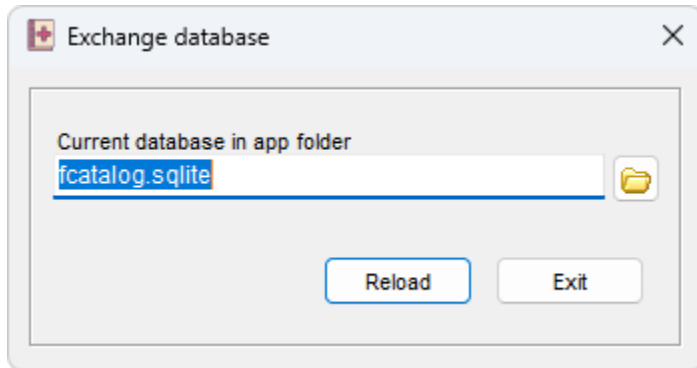 Exchange database
Current database in app folder
fcatalog.sqlite
Reload
Exit